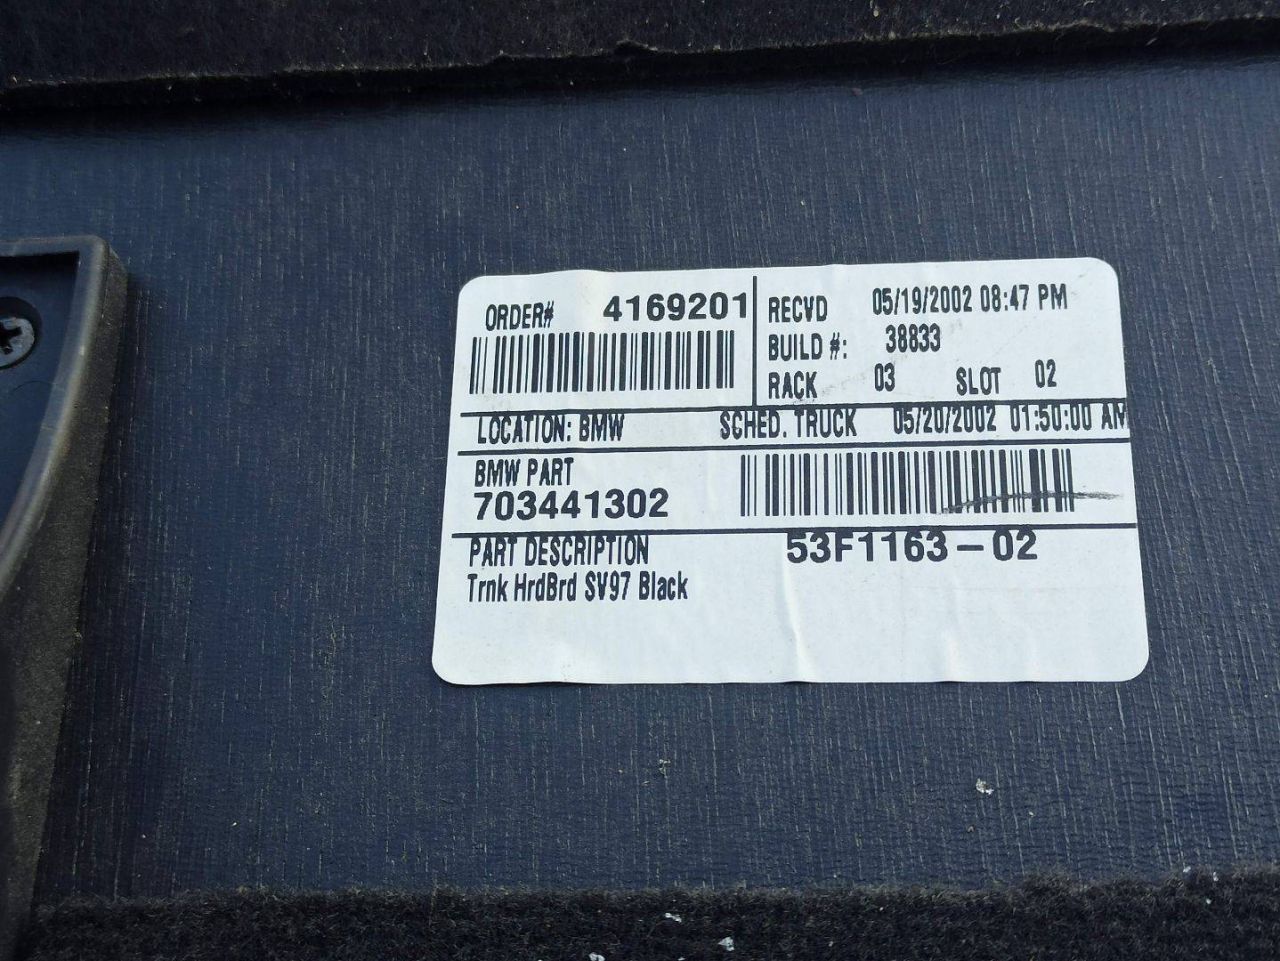 ORDER# 4169201
RECVD 05/19/2002 08:47 PM
BUILD #: 38833
RACK 03 SLOT 02
LOCATION: BMW SCHED. TRUCK 05/20/2002 01:50:00 AM
BMW PART
703441302
PART DESCRIPTION 53F1163-02
Trnk HrdBrd SV97 Black